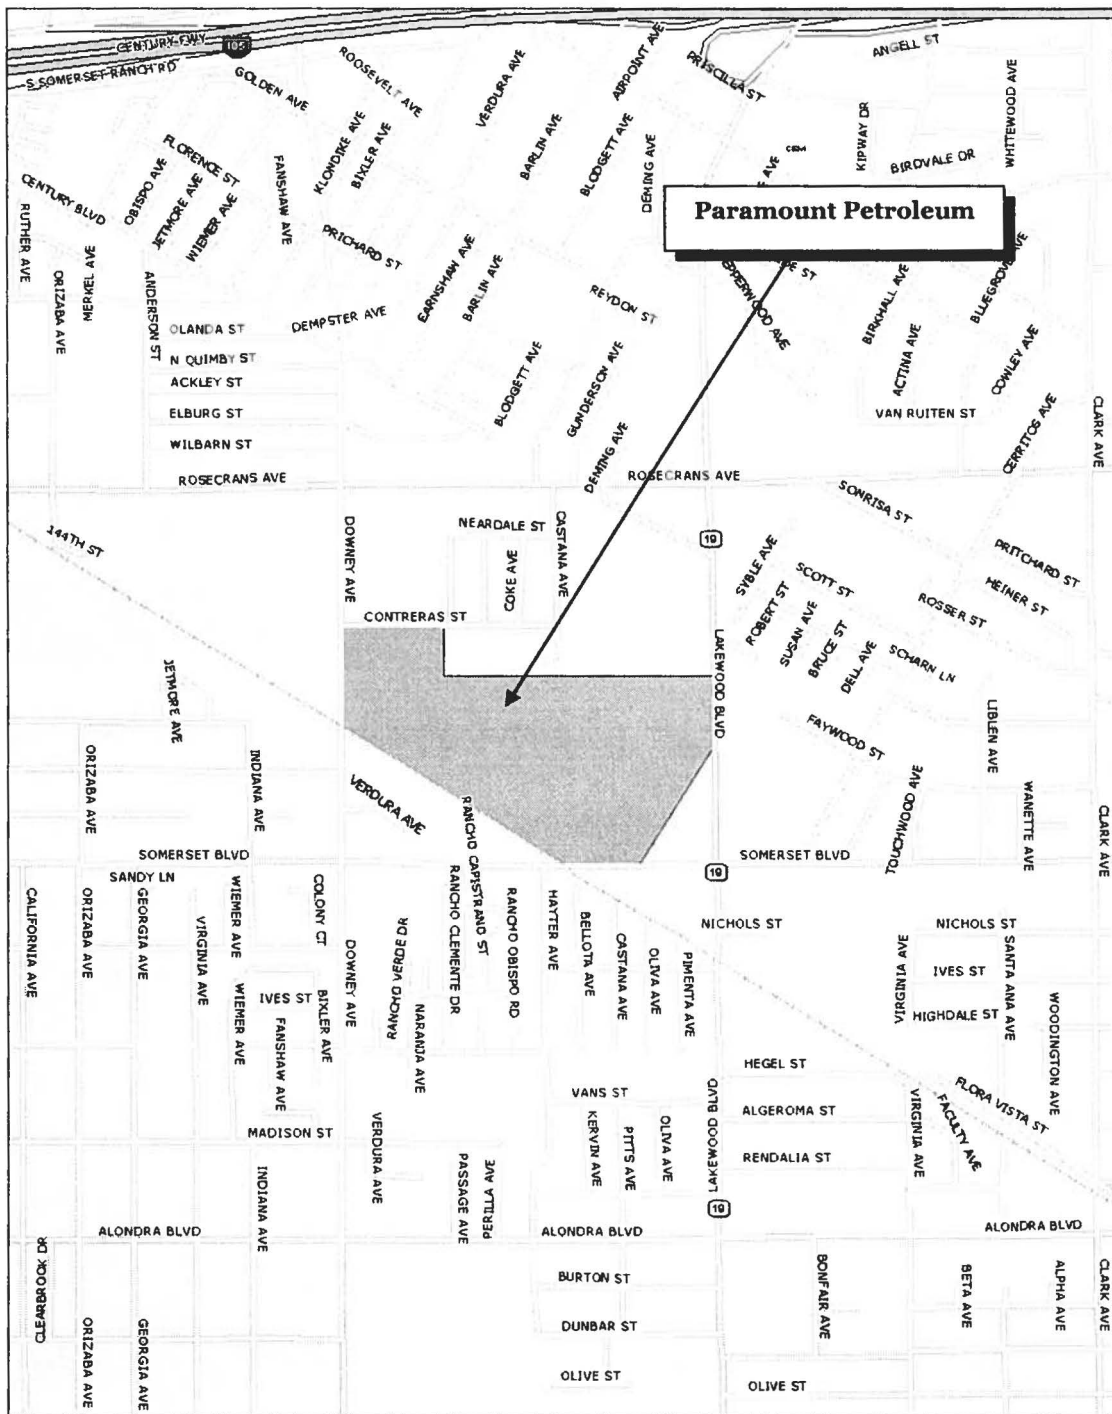 CENTURY FWY
105
S SOMERSET RANCH RD
GOLDEN AVE
ROOSEVELT AVE
VERDURA AVE
AIRPOINT AVE
PRISCILLA ST
ANGELL ST
WHITEWOOD AVE
KIPWAY DR
BIRDVALE DR
CEM
BARLIN AVE
BLODGETT AVE
DEMING AVE
KLONDIKE AVE
BIXLER AVE
FLORENCE ST
OBISPO AVE
JETMORE AVE
WIEMER AVE
FANSHAW AVE
CENTURY BLVD
RUTHER AVE
ORIZABA AVE
MERKEL AVE
ANDERSON ST
PRICHARD ST
Paramount Petroleum
EARNSHAW AVE
BARLIN AVE
REYDON ST
BIRKHALL AVE
ACTINA AVE
COWLEY AVE
CERRITOS AVE
CLARK AVE
OLANDA ST
DEMPSTER AVE
N QUIMBY ST
ACKLEY ST
ELBURG ST
WILBARN ST
ROSECRANS AVE
BLODGETT AVE
GUNDERSON AVE
DEMING AVE
VAN RUITEN ST
ROSECRANS AVE
SONRISA ST
144TH ST
DOWNEY AVE
NEARDALE ST
COKE AVE
CASTANA AVE
CONTRERAS ST
19
SYBLE AVE
ROBERT ST
SCOTT ST
SUSAN AVE
BRUCE ST
DELL AVE
SCHARN LN
ROSSER ST
PRITCHARD ST
HEINER ST
LAKEWOOD BLVD
FAYWOOD ST
LIBLEN AVE
TOUCHWOOD AVE
WANETTE AVE
CLARK AVE
JETMORE AVE
ORIZABA AVE
INDIANA AVE
VERDURA AVE
RANCHO CAPISTRANO ST
SOMERSET BLVD
SANDY LN
SOMERSET BLVD
19
CALIFORNIA AVE
ORIZABA AVE
GEORGIA AVE
VIRGINIA AVE
WIEMER AVE
COLONY CT
DOWNEY AVE
RANCHO VERDE DR
RANCHO CLEMENTE DR
RANCHO OBISPO RD
HAYTER AVE
BELLOTA AVE
CASTANA AVE
OLIVA AVE
PIMENTA AVE
NICHOLS ST
NICHOLS ST
VIRGINIA AVE
IVES ST
SANTA ANA AVE
HIGHDALE ST
WOODINGTON AVE
WIEMER AVE
IVES ST
FANSHAW AVE
BIXLER AVE
NARANJA AVE
MADISON ST
VERDURA AVE
VANS ST
KERVIN AVE
PITTS AVE
OLIVA AVE
LAKEWOOD BLVD
HEGEL ST
ALGEROMA ST
RENDALIA ST
VIRGINIA AVE
FACULTY AVE
FLORA VISTA ST
INDIANA AVE
PASSAGE AVE
PERILLA AVE
19
ALONDRA BLVD
ALONDRA BLVD
ALONDRA BLVD
CLEARBROOK DR
ORIZABA AVE
GEORGIA AVE
BURTON ST
DUNBAR ST
OLIVE ST
OLIVE ST
BONFAIR AVE
BETA AVE
ALPHA AVE
CLARK AVE